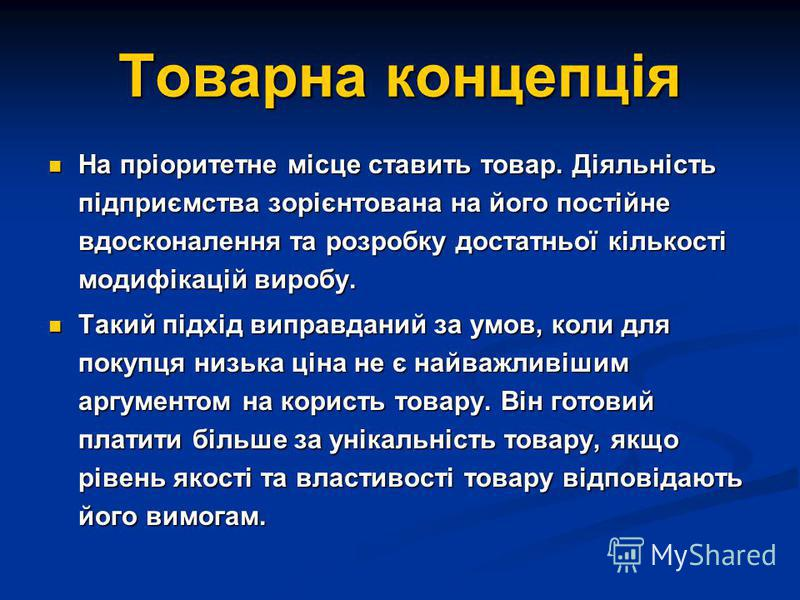 Товарна концепція
На пріоритетне місце ставить товар. Діяльність
підприємства зорієнтована на його постійне
вдосконалення та розробку достатньої кількості
модифікацій виробу.
Такий підхід виправданий за умов, коли для
покупця низька ціна не є найважливішим
аргументом на користь товару. Він готовий
платити більше за унікальність товару, якщо
рівень якості та властивості товару відповідають
його вимогам.
MyShared